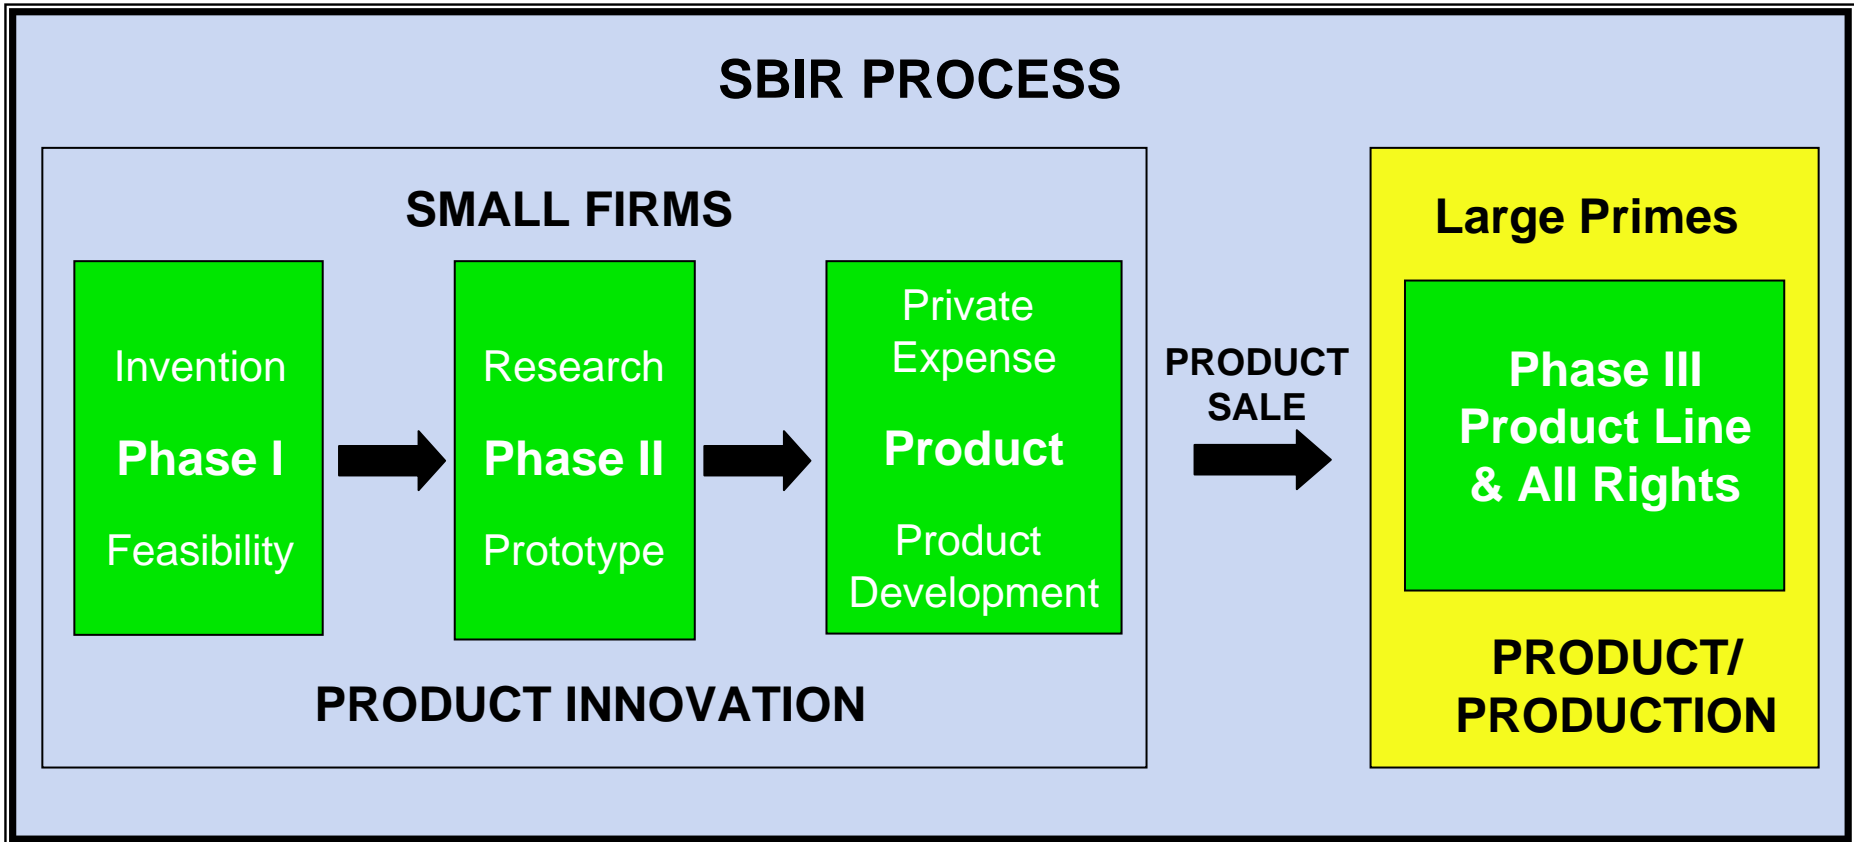 SBIR PROCESS
SMALL FIRMS
Invention
Phase I
Feasibility
Research
Phase II
Prototype
Private
Expense
Product
Product
Development
PRODUCT INNOVATION
PRODUCT
SALE
Large Primes
Phase III
Product Line
& All Rights
PRODUCT/
PRODUCTION